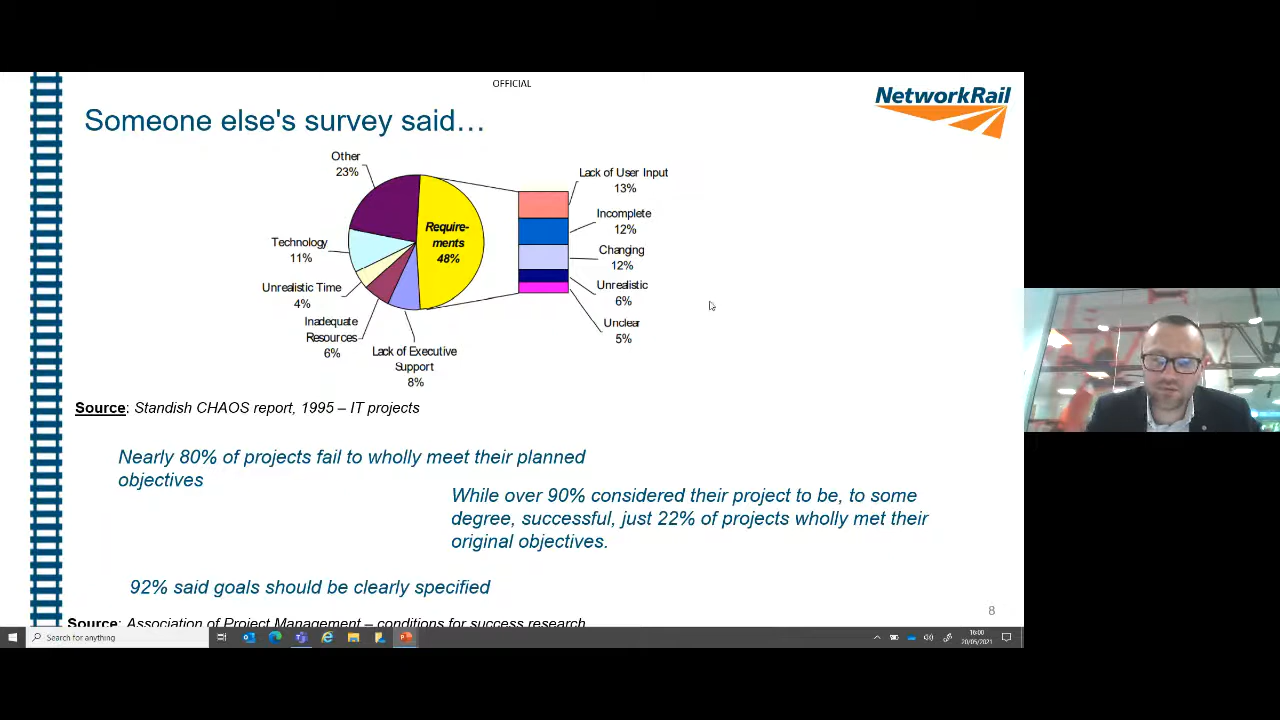 OFFICIAL
NetworkRail
Someone else's survey said…
Other
23%
Technology
11%
Unrealistic Time
4%
Inadequate
Resources
6%
Lack of Executive
Support
8%
Require-
ments
48%
Lack of User Input
13%
Incomplete
12%
Changing
12%
Unrealistic
6%
Unclear
5%
Source: Standish CHAOS report, 1995 – IT projects
Nearly 80% of projects fail to wholly meet their planned
objectives
While over 90% considered their project to be, to some
degree, successful, just 22% of projects wholly met their
original objectives.
92% said goals should be clearly specified
8
Source: Association of Project Management – conditions for success research
Search for anything
16:00
20/05/2021